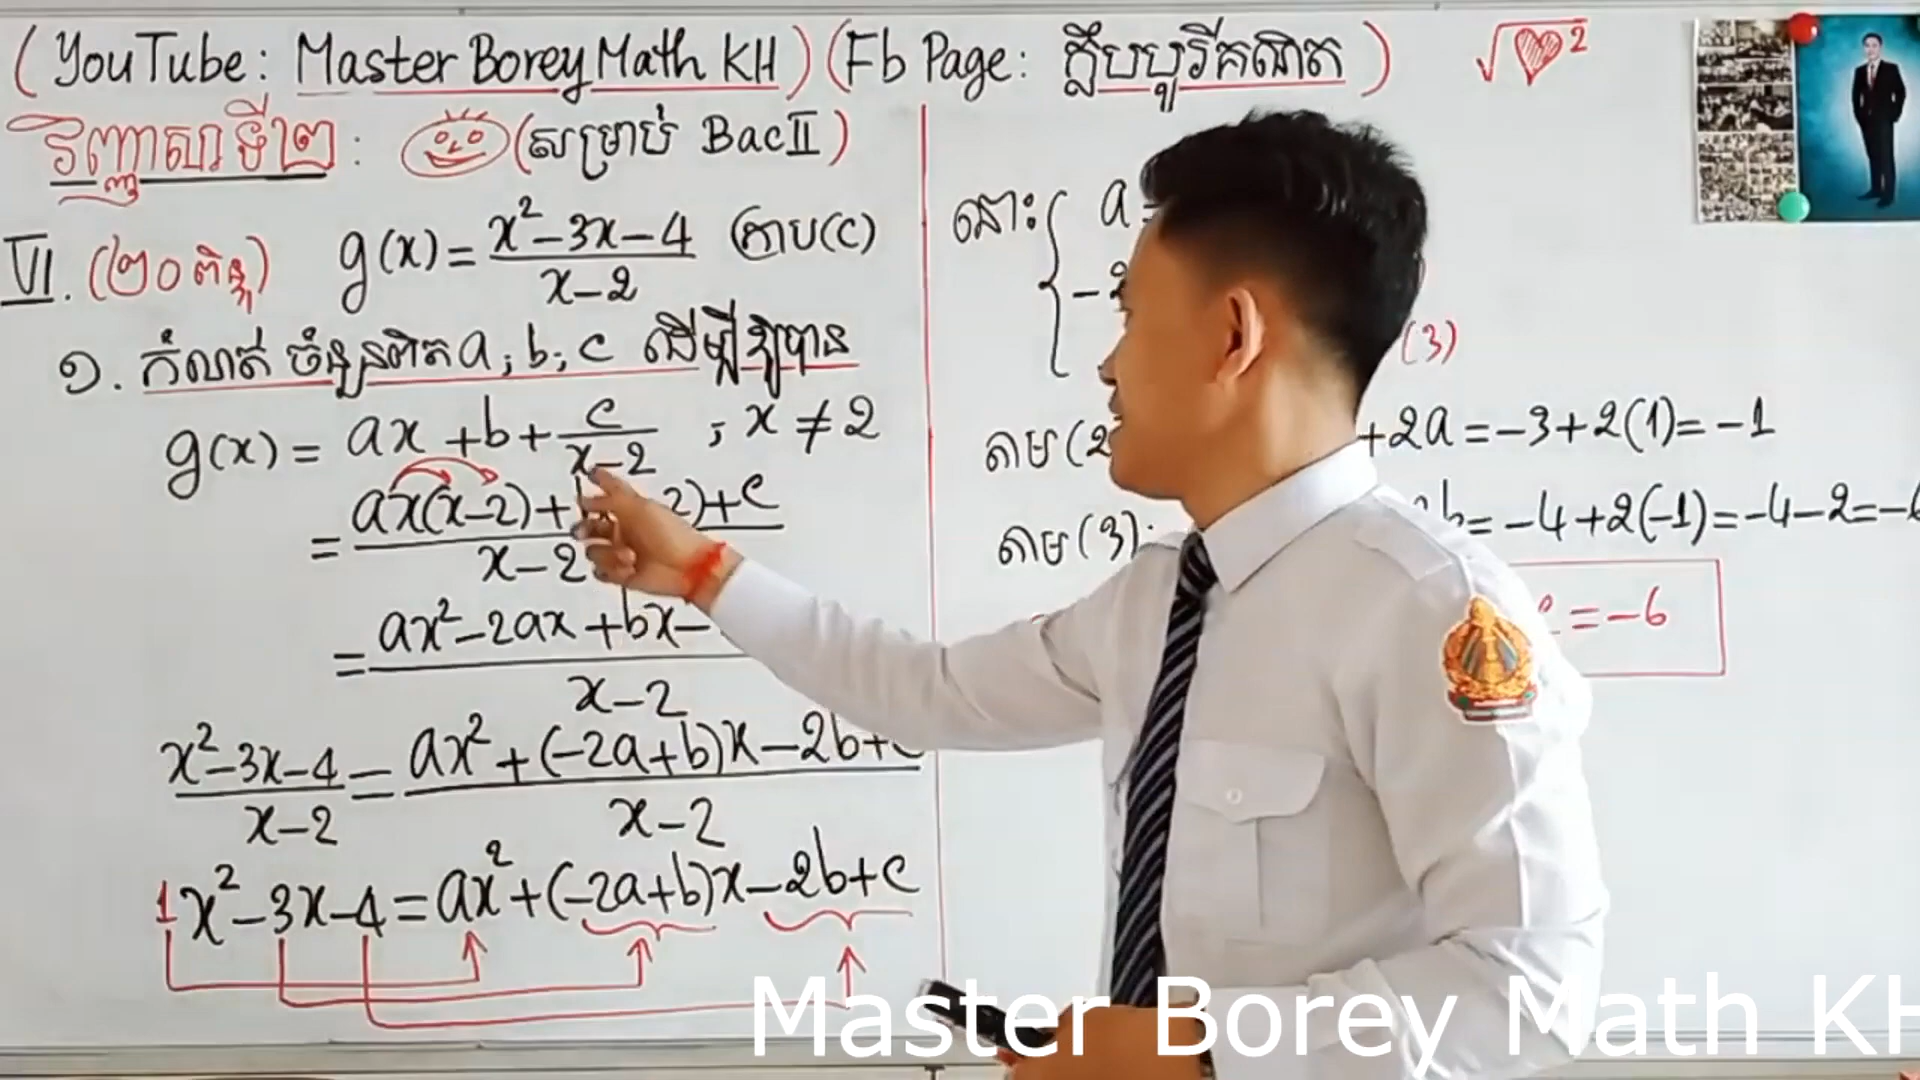 (YouTube: Master Borey Math KH) (Fb Page: ក្លឹបបូរីគណិត) √♥²
វិញ្ញាសាទី២ : (សម្រាប់ BacII)
VI. (២០ពិន្ទុ) g(x) = (x²-3x-4)/(x-2) ក្រាប(C)
១. កំណត់ ចំនួនពិត a; b; c ដើម្បីឱ្យបាន
g(x) = ax + b + c/(x-2) ; x ≠ 2
= (ax(x-2)+ 2)+c)/(x-2
= (ax²-2ax+bx-)/(x-2)
(x²-3x-4)/(x-2) = (ax²+(-2a+b)x-2b+c)/(x-2)
1x²-3x-4 = ax²+(-2a+b)x-2b+c
នោះ { a=
-2
(3)
តាម (2 +2a = -3+2(1) = -1
តាម (3): b = -4+2(-1) = -4-2 = -6
= -6
Master Borey Math KH